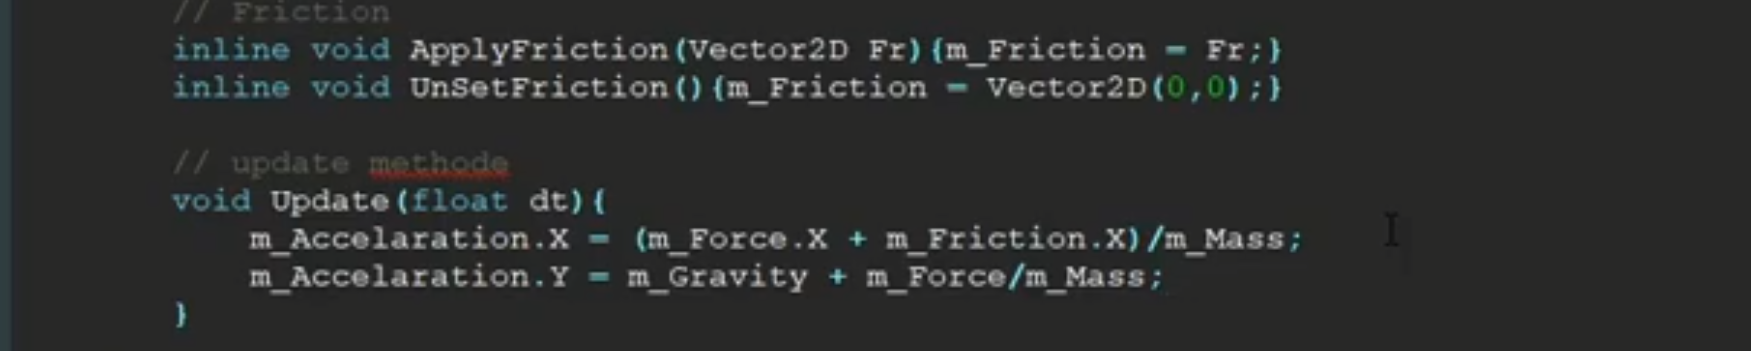 // Friction
inline void ApplyFriction(Vector2D Fr){m_Friction = Fr;}
inline void UnSetFriction(){m_Friction = Vector2D(0,0);}
// update methode
void Update(float dt){
m_Accelaration.X = (m_Force.X + m_Friction.X)/m_Mass;
m_Accelaration.Y = m_Gravity + m_Force/m_Mass;
}